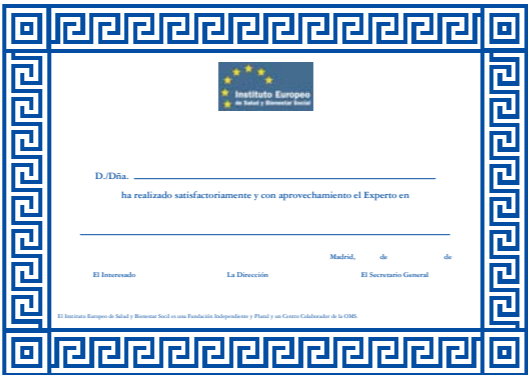 Instituto Europeo
de Salud y Bienestar Social
D./Dña.
ha realizado satisfactoriamente y con aprovechamiento el Experto en
Madrid, de de
El Interesado La Dirección El Secretario General
El Instituto Europeo de Salud y Bienestar Socil es una Fundación Independiente y Plural y un Centro Colaborador de la OMS